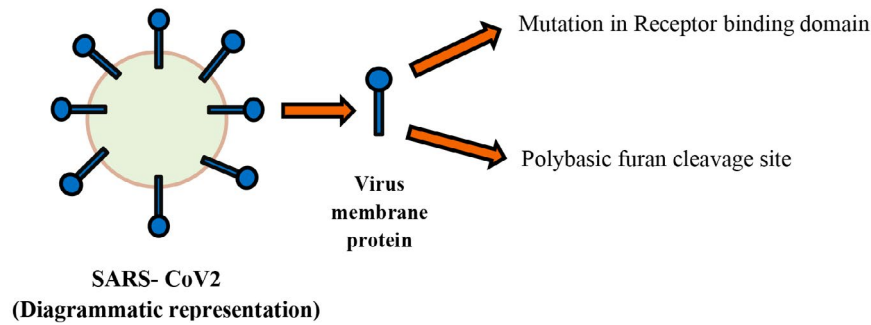 Mutation in Receptor binding domain
Polybasic furan cleavage site
Virus
membrane
protein
SARS- CoV2
(Diagrammatic representation)